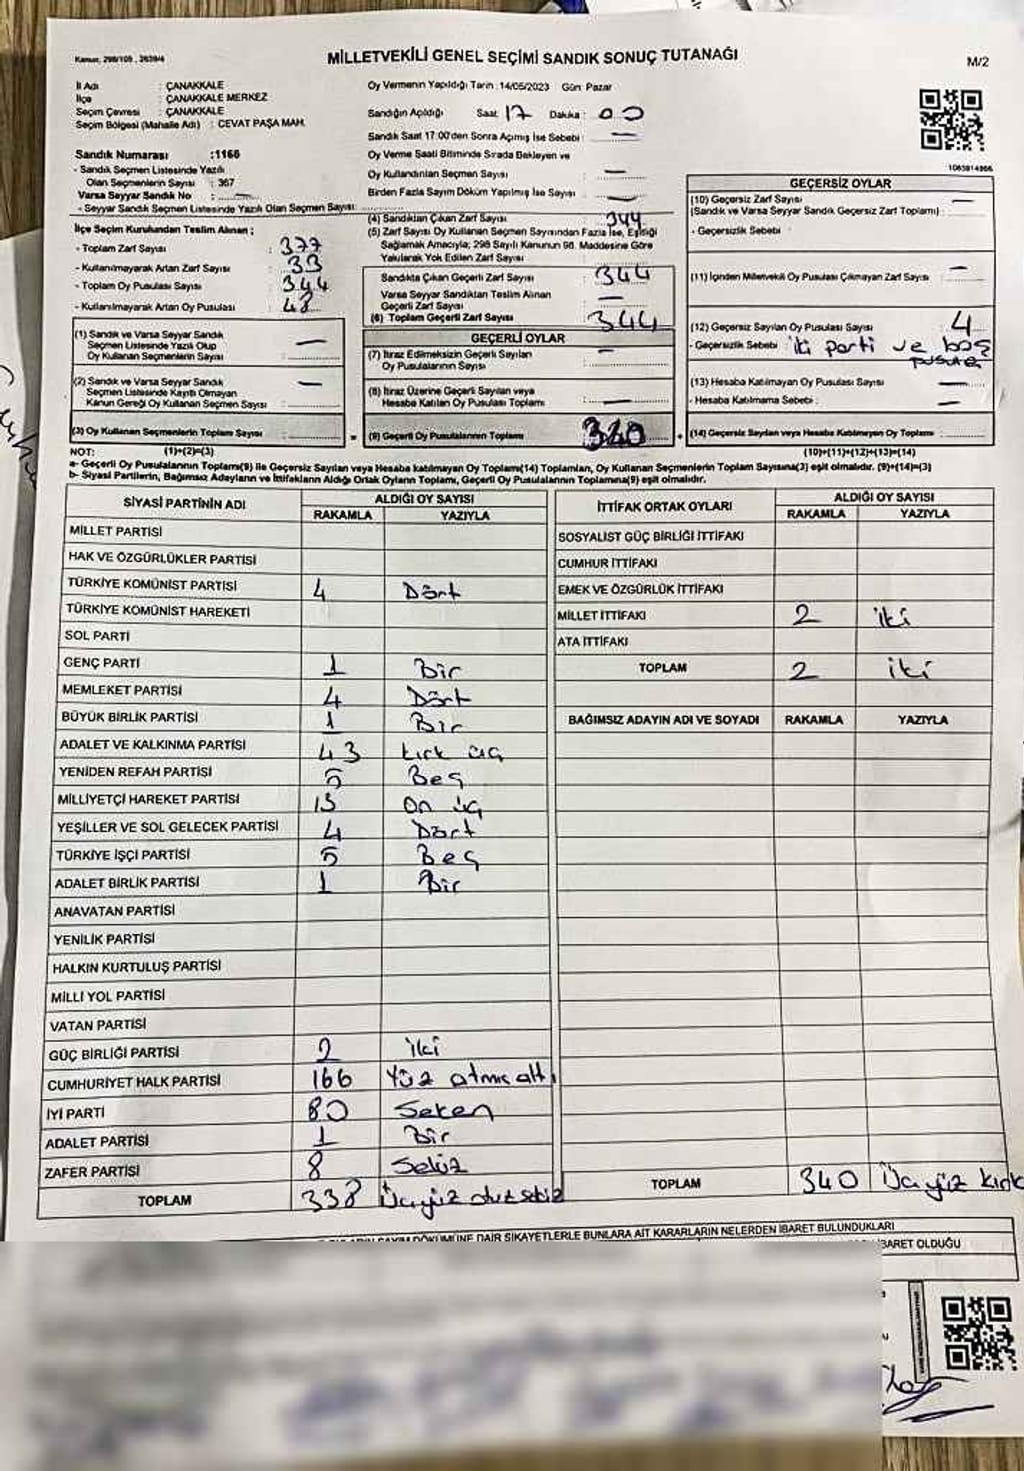 Kanun: 298/105 , 2839/4
MİLLETVEKİLİ GENEL SEÇİMİ SANDIK SONUÇ TUTANAĞI
M/2
İl Adı : ÇANAKKALE
İlçe : ÇANAKKALE MERKEZ
Seçim Çevresi : ÇANAKKALE
Seçim Bölgesi (Mahalle Adı) : CEVAT PAŞA MAH.
Sandık Numarası :1166
- Sandık Seçmen Listesinde Yazılı
Olan Seçmenlerin Sayısı : 367
Varsa Seyyar Sandık No :
- Seyyar Sandık Seçmen Listesinde Yazılı Olan Seçmen Sayısı:
İlçe Seçim Kurulundan Teslim Alınan ;
- Toplam Zarf Sayısı : 377
- Kullanılmayarak Artan Zarf Sayısı : 33
- Toplam Oy Pusulası Sayısı : 344
- Kullanılmayarak Artan Oy Pusulası : 48
(1) Sandık ve Varsa Seyyar Sandık
Seçmen Listesinde Yazılı Olup
Oy Kullanan Seçmenlerin Sayısı : —
(2) Sandık ve Varsa Seyyar Sandık
Seçmen Listesinde Kayıtlı Olmayan
Kanun Gereği Oy Kullanan Seçmen Sayısı : —
(3) Oy Kullanan Seçmenlerin Toplam Sayısı :
Oy Vermenin Yapıldığı Tarih : 14/05/2023 Gün: Pazar
Sandığın Açıldığı Saat : 17 Dakika : 00
Sandık Saat 17:00'den Sonra Açımış İse Sebebi : —
Oy Verme Saati Bitiminde Sırada Bekleyen ve
Oy Kullandırılan Seçmen Sayısı : —
Birden Fazla Sayım Döküm Yapılmış İse Sayısı : —
(4) Sandıktan Çıkan Zarf Sayısı : 344
(5) Zarf Sayısı Oy Kullanan Seçmen Sayısından Fazla İse, Eşitliği
Sağlamak Amacıyla; 298 Sayılı Kanunun 98. Maddesine Göre
Yakılarak Yok Edilen Zarf Sayısı :
Sandıkta Çıkan Geçerli Zarf Sayısı : 344
Varsa Seyyar Sandıktan Teslim Alınan
Geçerli Zarf Sayısı : —
(6) Toplam Geçerli Zarf Sayısı : 344
GEÇERLİ OYLAR
(7) İtiraz Edilmeksizin Geçerli Sayılan
Oy Pusulalarının Sayısı : —
(8) İtiraz Üzerine Geçerli Sayılan veya
Hesaba Katılan Oy Pusulası Toplamı : —
= (9) Geçerli Oy Pusulalarının Toplamı : 340 +
1063914966
GEÇERSİZ OYLAR
(10) Geçersiz Zarf Sayısı : —
(Sandık ve Varsa Seyyar Sandık Geçersiz Zarf Toplamı)
- Geçersizlik Sebebi :
(11) İçinden Milletvekili Oy Pusulası Çıkmayan Zarf Sayısı : —
(12) Geçersiz Sayılan Oy Pusulası Sayısı : 4
- Geçersizlik Sebebi : iki parti ve boş
pusula
(13) Hesaba Katılmayan Oy Pusulası Sayısı : —
- Hesaba Katılmama Sebebi : —
(14) Geçersiz Sayılan veya Hesaba Katılmayan Oy Toplamı :
NOT: (1)+(2)=(3) (10)+(11)+(12)+(13)=(14)
a- Geçerli Oy Pusulalarının Toplamı(9) ile Geçersiz Sayılan veya Hesaba katılmayan Oy Toplamı(14) Toplamları, Oy Kullanan Seçmenlerin Toplam Sayısına(3) eşit olmalıdır. (9)+(14)=(3)
b- Siyasi Partilerin, Bağımsız Adayların ve İttifakların Aldığı Ortak Oyların Toplamı, Geçerli Oy Pusulalarının Toplamına(9) eşit olmalıdır.
SİYASİ PARTİNİN ADI ALDIĞI OY SAYISI
RAKAMLA YAZIYLA
MİLLET PARTİSİ
HAK VE ÖZGÜRLÜKLER PARTİSİ
TÜRKİYE KOMÜNİST PARTİSİ 4 Dört
TÜRKİYE KOMÜNİST HAREKETİ
SOL PARTİ
GENÇ PARTİ 1 Bir
MEMLEKET PARTİSİ 4 Dört
BÜYÜK BİRLİK PARTİSİ 1 Bir
ADALET VE KALKINMA PARTİSİ 43 kırk üç
YENİDEN REFAH PARTİSİ 5 Beş
MİLLİYETÇİ HAREKET PARTİSİ 13 On üç
YEŞİLLER VE SOL GELECEK PARTİSİ 4 Dört
TÜRKİYE İŞÇİ PARTİSİ 5 Beş
ADALET BİRLİK PARTİSİ 1 Bir
ANAVATAN PARTİSİ
YENİLİK PARTİSİ
HALKIN KURTULUŞ PARTİSİ
MİLLİ YOL PARTİSİ
VATAN PARTİSİ
GÜÇ BİRLİĞİ PARTİSİ 2 İki
CUMHURİYET HALK PARTİSİ 166 Yüz atmış altı
İYİ PARTİ 80 Seksen
ADALET PARTİSİ 1 Bir
ZAFER PARTİSİ 8 Sekiz
TOPLAM 338 Üçyüz otuz sekiz
İTTİFAK ORTAK OYLARI ALDIĞI OY SAYISI
RAKAMLA YAZIYLA
SOSYALİST GÜÇ BİRLİĞİ İTTİFAKI
CUMHUR İTTİFAKI
EMEK VE ÖZGÜRLÜK İTTİFAKI
MİLLET İTTİFAKI 2 iki
ATA İTTİFAKI
TOPLAM 2 iki
BAĞIMSIZ ADAYIN ADI VE SOYADI RAKAMLA YAZIYLA
TOPLAM 340 Üçyüz kırk
DÖKÜMÜNE DAİR ŞİKAYETLERLE BUNLARA AİT KARARLARIN NELERDEN İBARET BULUNDUKLARI
İBARET OLDUĞU